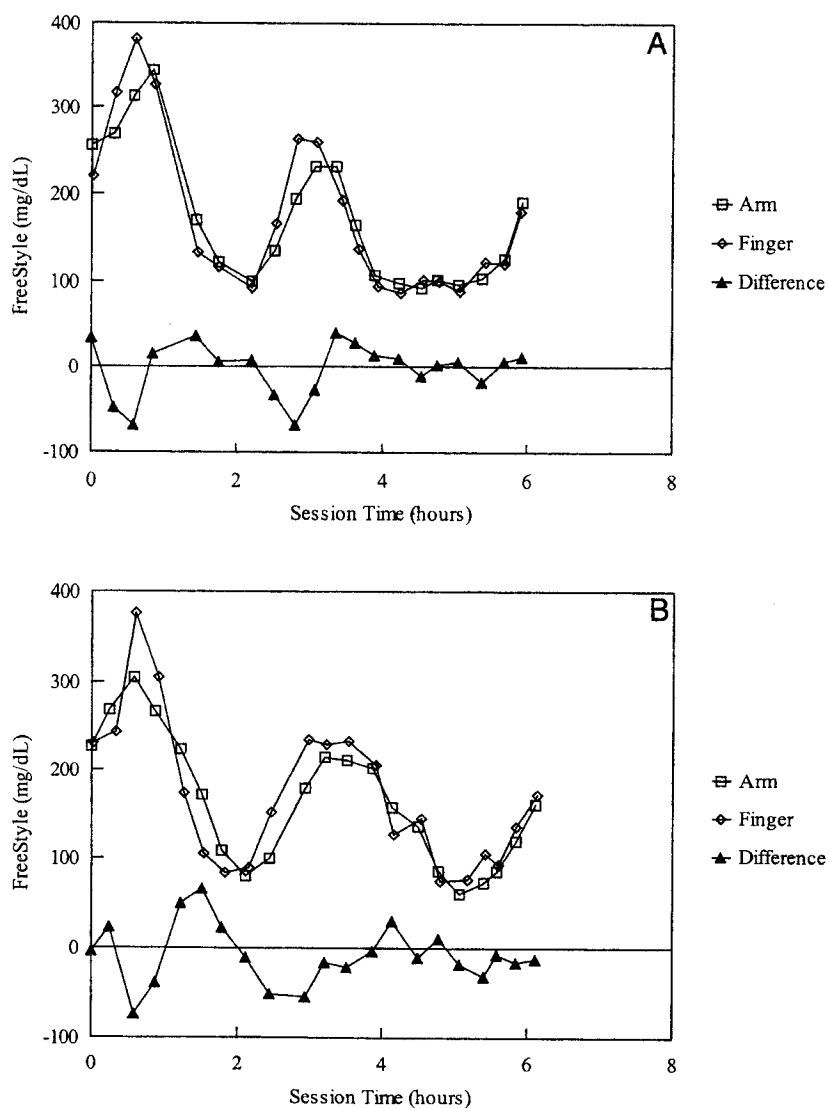 A
400
300
200
100
0
-100
FreeStyle (mg/dL)
0 2 4 6 8
Session Time (hours)
Arm
Finger
Difference
B
400
300
200
100
0
-100
FreeStyle (mg/dL)
0 2 4 6 8
Session Time (hours)
Arm
Finger
Difference